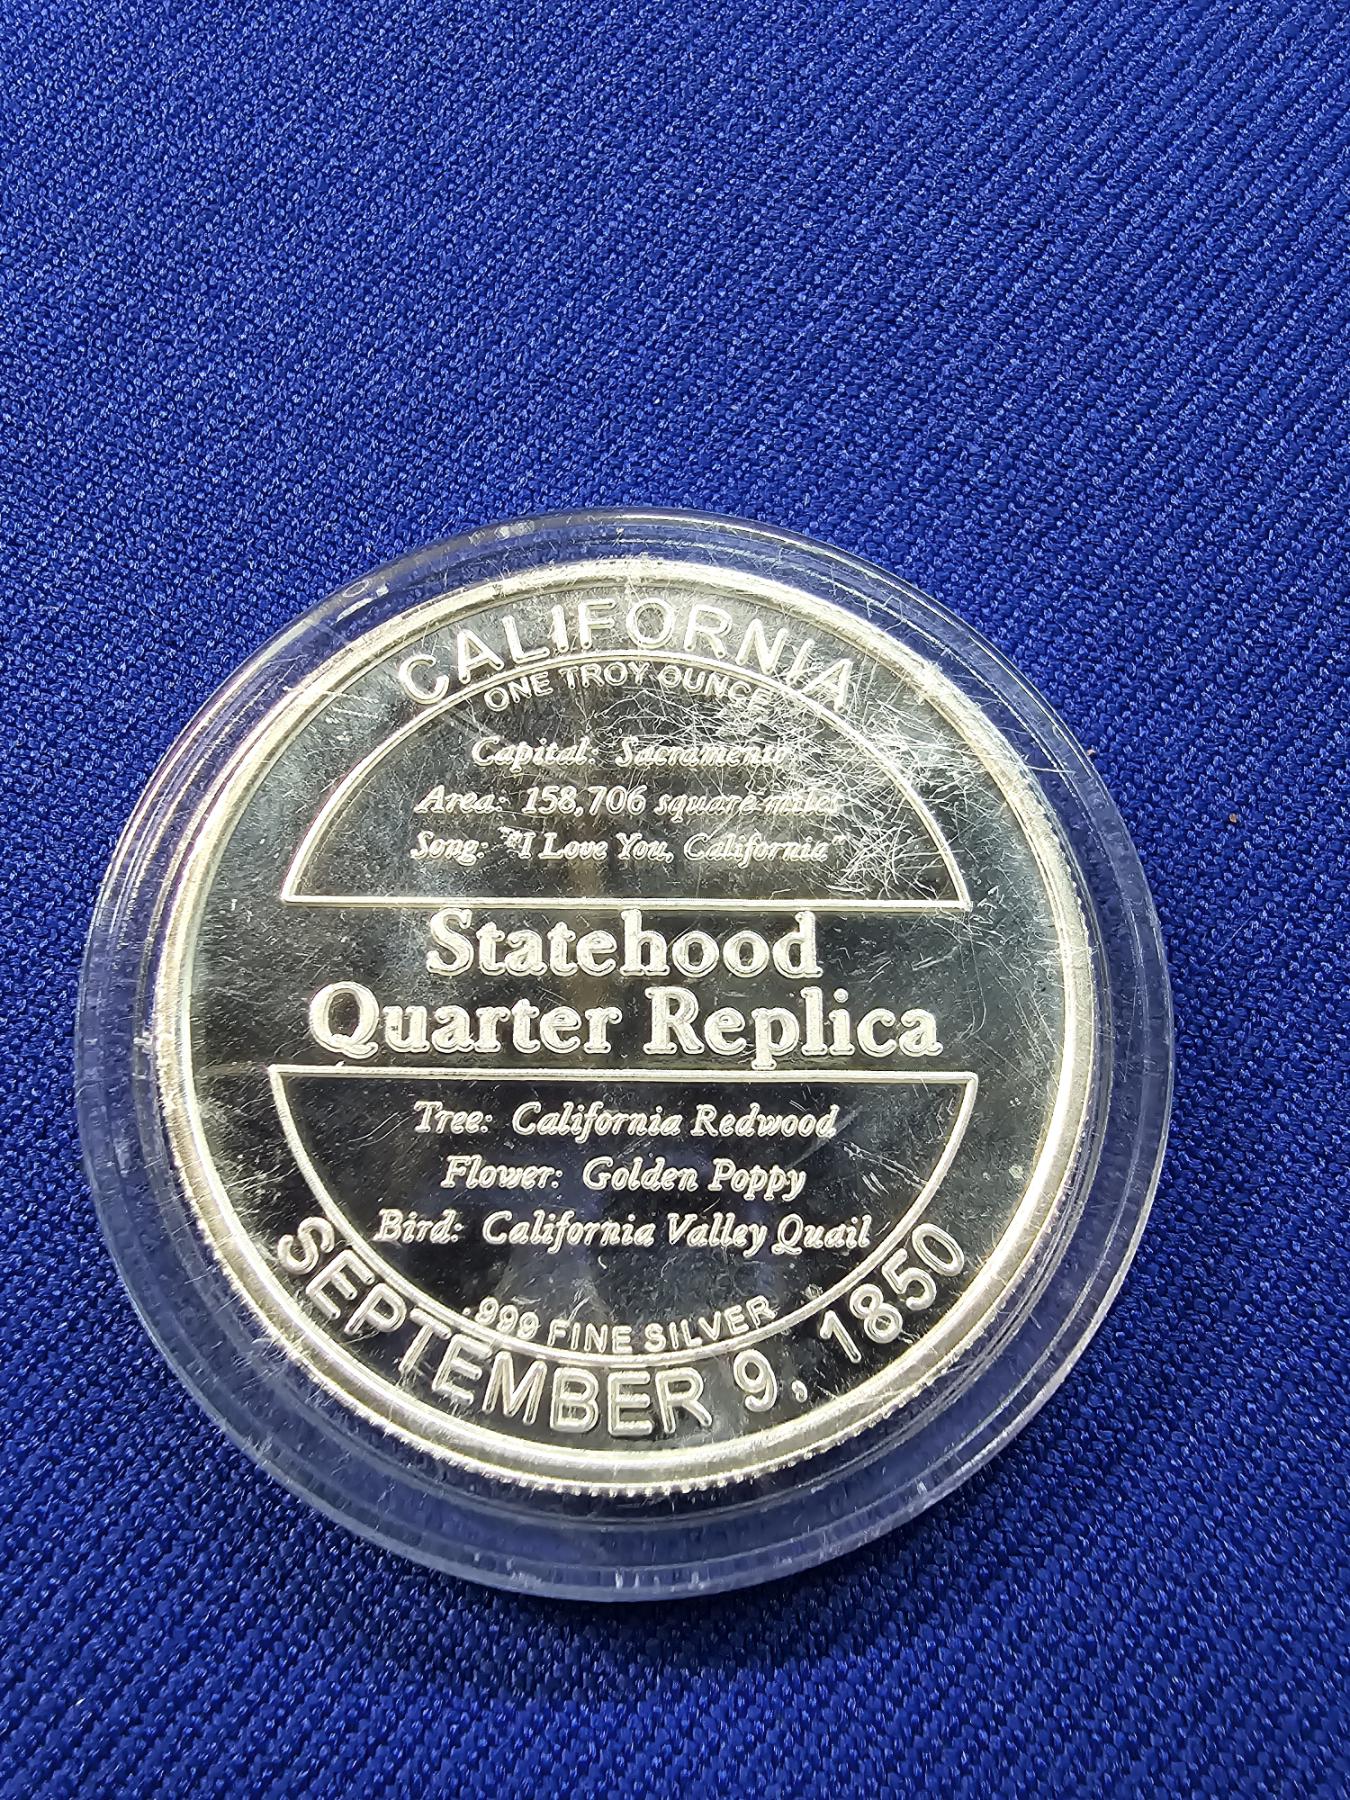 CALIFORNIA
ONE TROY OUNCE
Capital: Sacramento
Area: 158,706 square miles
Song: "I Love You, California"
Statehood
Quarter Replica
Tree: California Redwood
Flower: Golden Poppy
Bird: California Valley Quail
.999 FINE SILVER
SEPTEMBER 9, 1850